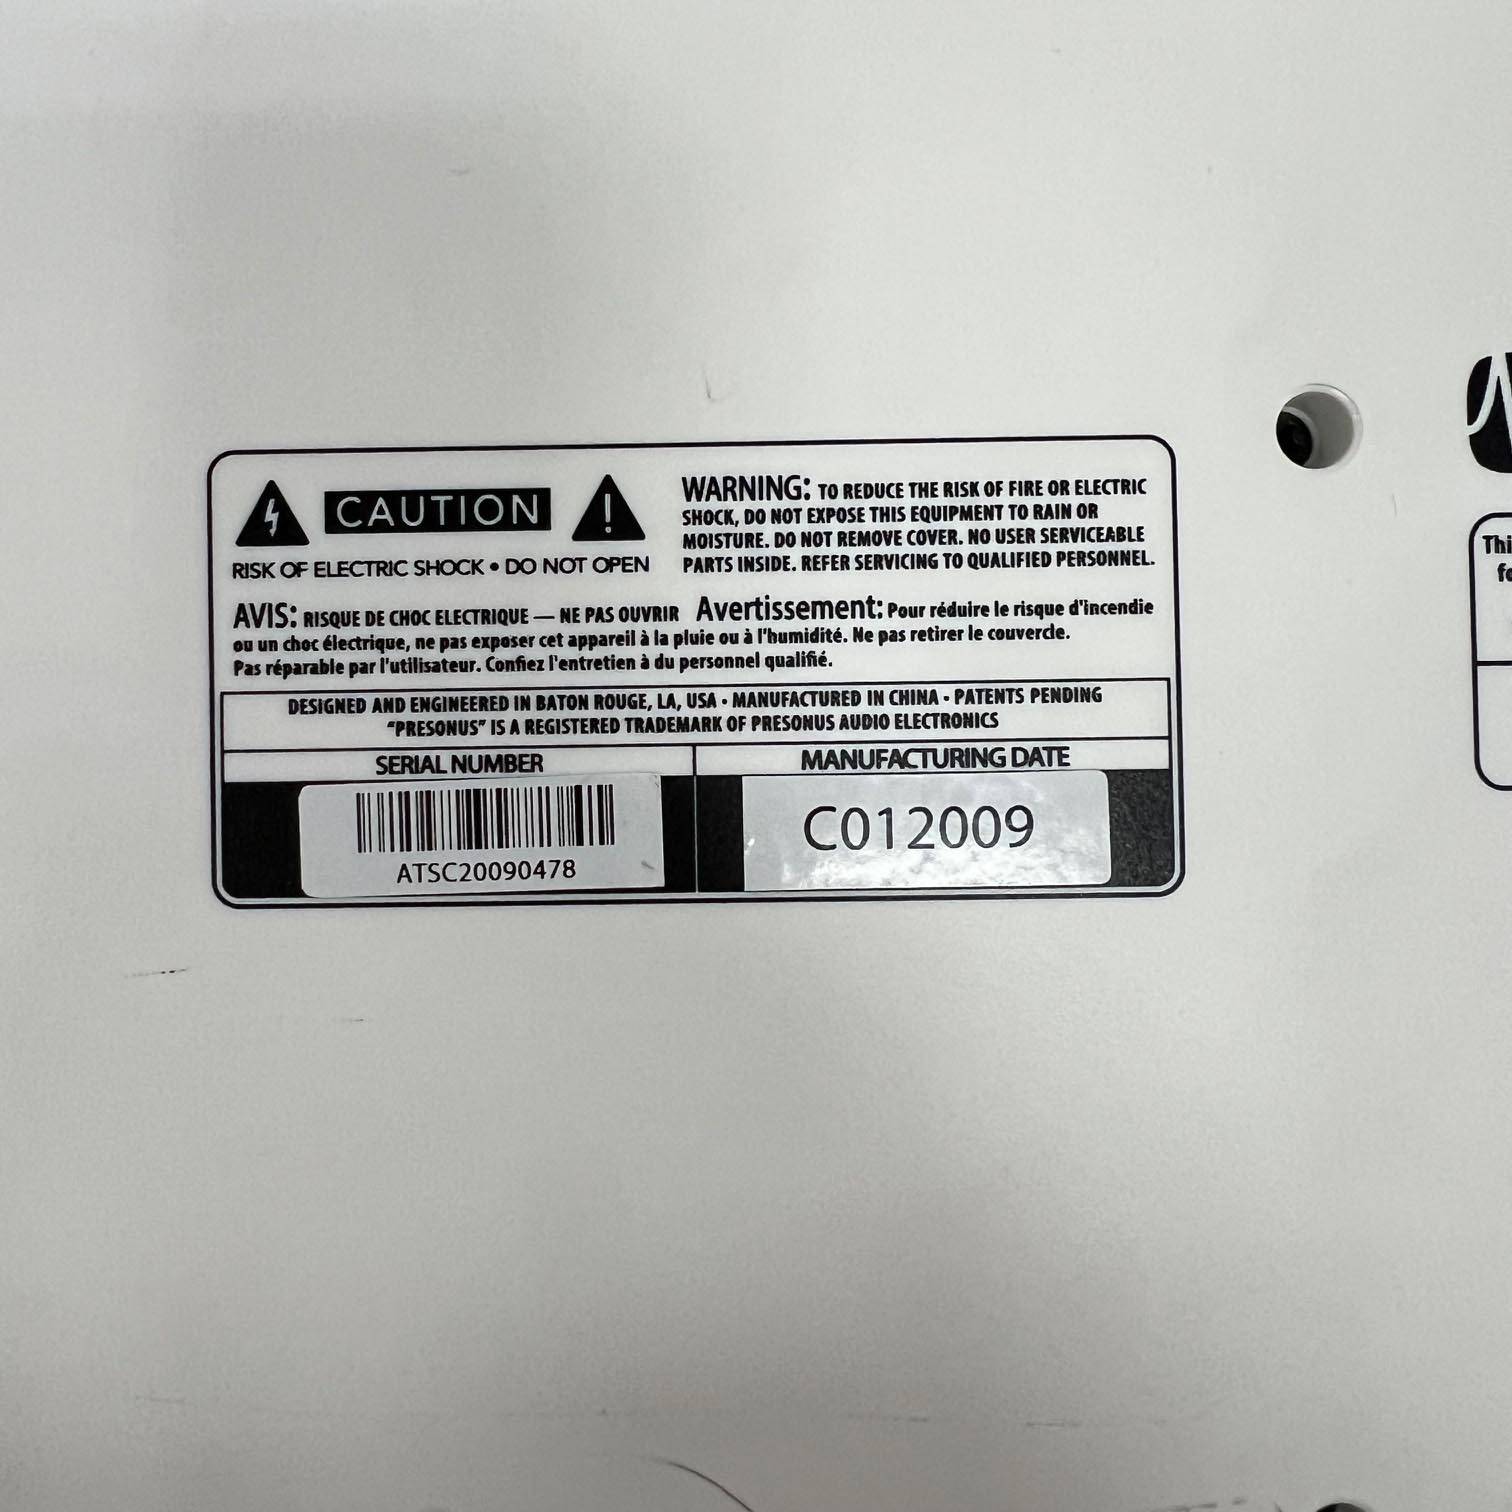 CAUTION
RISK OF ELECTRIC SHOCK • DO NOT OPEN
WARNING: TO REDUCE THE RISK OF FIRE OR ELECTRIC
SHOCK, DO NOT EXPOSE THIS EQUIPMENT TO RAIN OR
MOISTURE. DO NOT REMOVE COVER. NO USER SERVICEABLE
PARTS INSIDE. REFER SERVICING TO QUALIFIED PERSONNEL.
AVIS: RISQUE DE CHOC ELECTRIQUE — NE PAS OUVRIR Avertissement: Pour réduire le risque d'incendie
ou un choc électrique, ne pas exposer cet appareil à la pluie ou à l'humidité. Ne pas retirer le couvercle.
Pas réparable par l'utilisateur. Confiez l'entretien à du personnel qualifié.
DESIGNED AND ENGINEERED IN BATON ROUGE, LA, USA • MANUFACTURED IN CHINA • PATENTS PENDING
"PRESONUS" IS A REGISTERED TRADEMARK OF PRESONUS AUDIO ELECTRONICS
SERIAL NUMBER
ATSC20090478
MANUFACTURING DATE
C012009